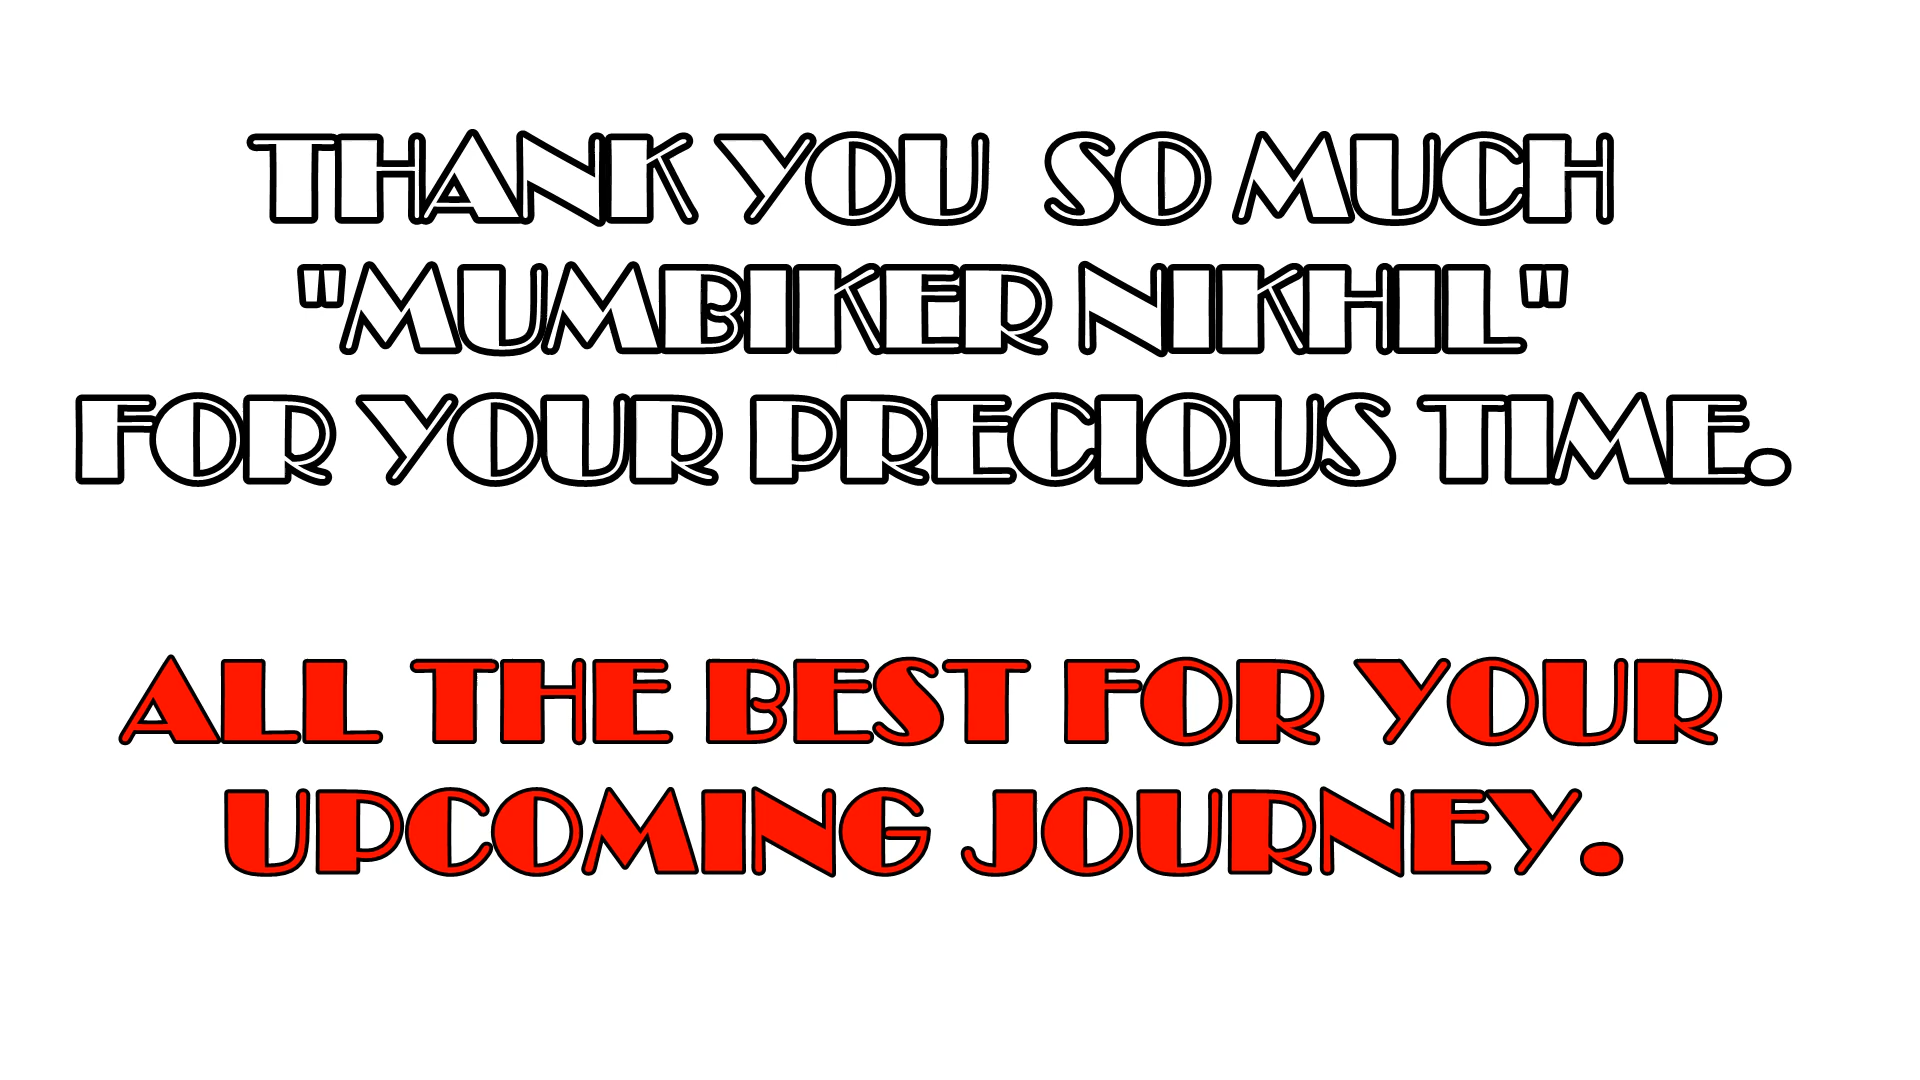 THANK YOU SO MUCH
"MUMBIKER NIKHIL"
FOR YOUR PRECIOUS TIME.
ALL THE BEST FOR YOUR
UPCOMING JOURNEY.